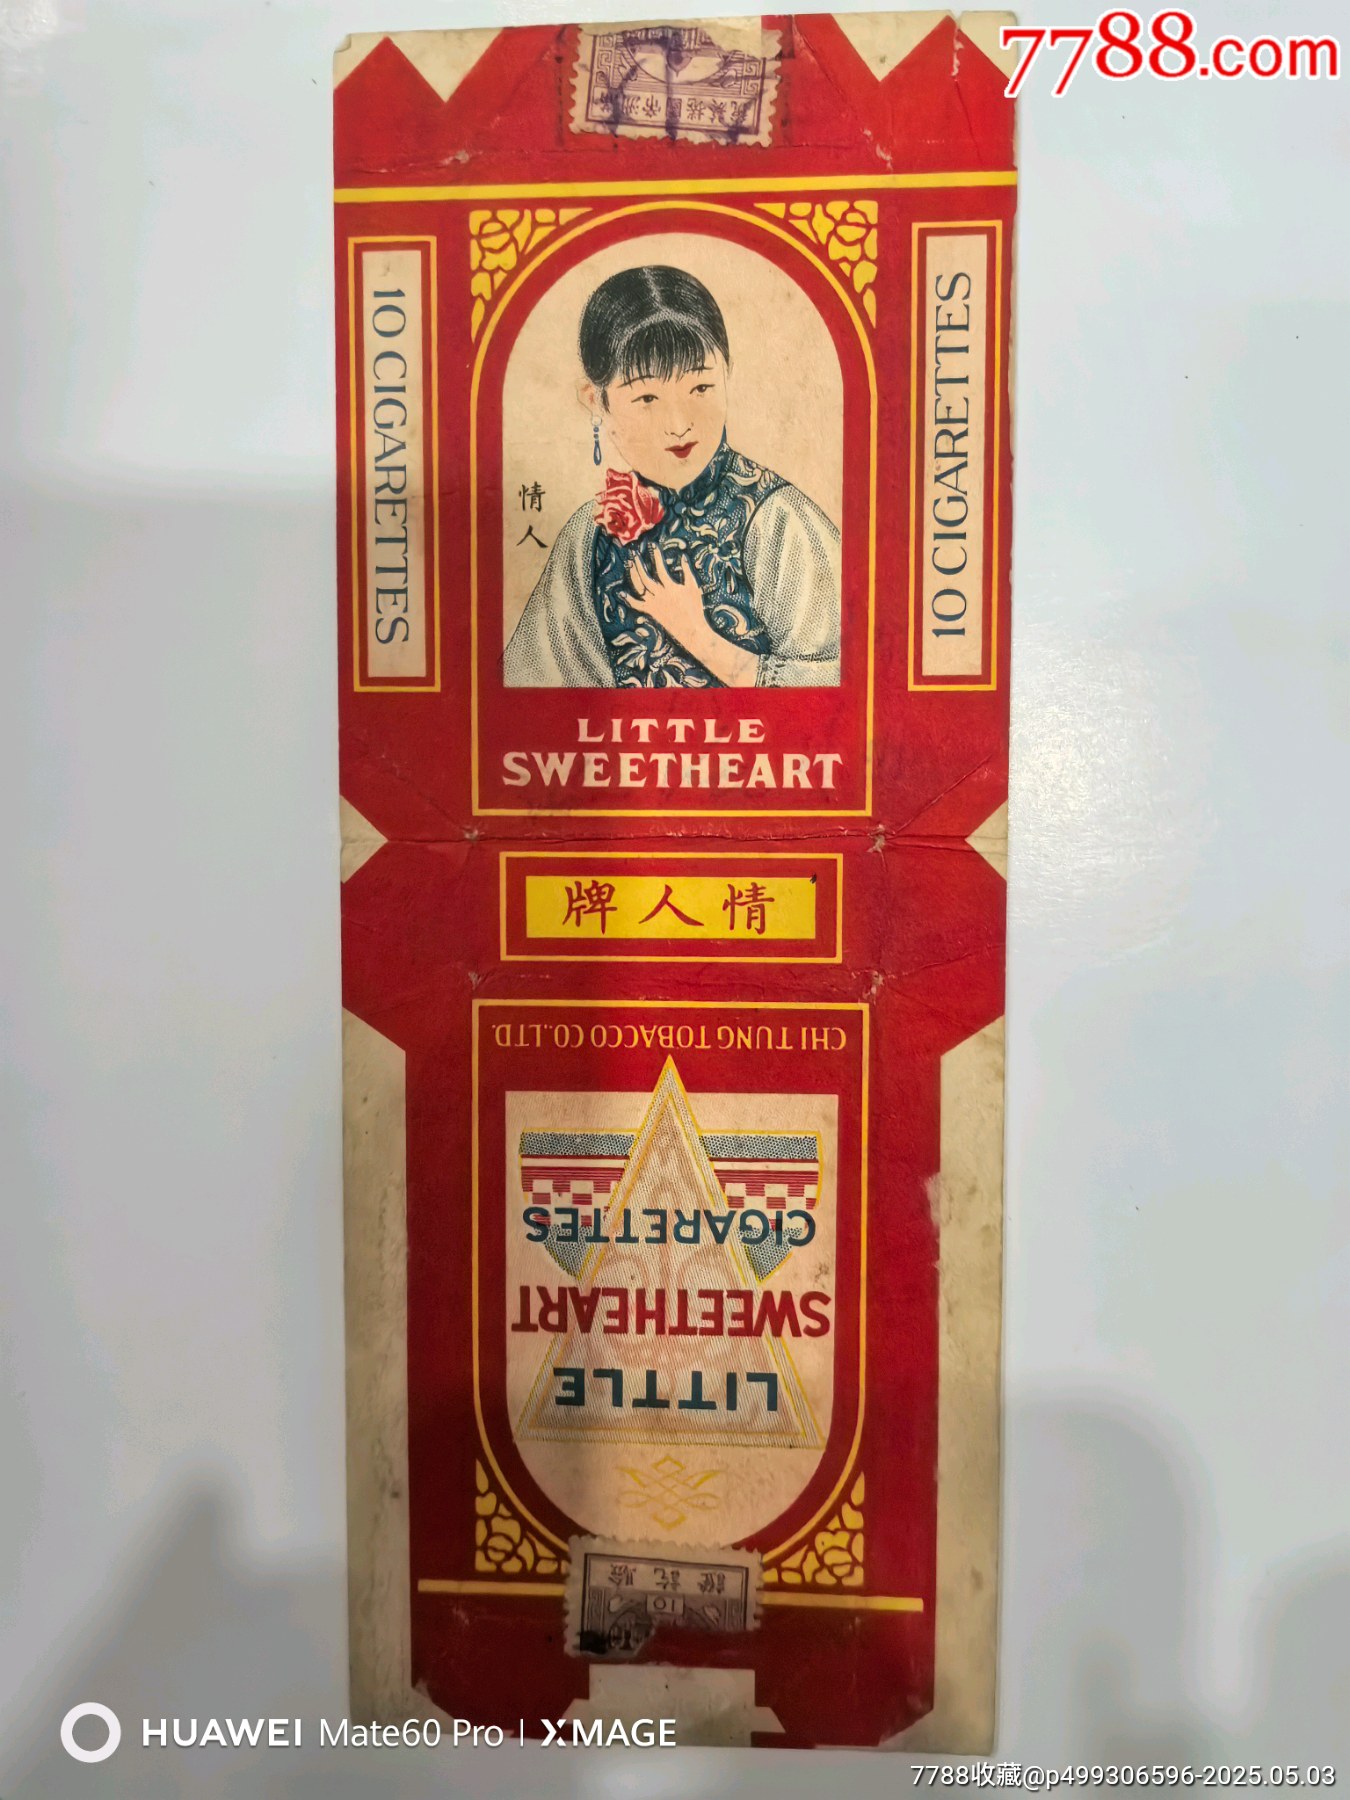 7788.com
10 CIGARETTES
10 CIGARETTES
情
人
LITTLE
SWEETHEART
牌人情
CHI TUNG TOBACCO CO.,LTD.
LITTLE
SWEETHEART
CIGARETTES
10
HUAWEI Mate60 Pro | XMAGE
7788收藏@p499306596-2025.05.03